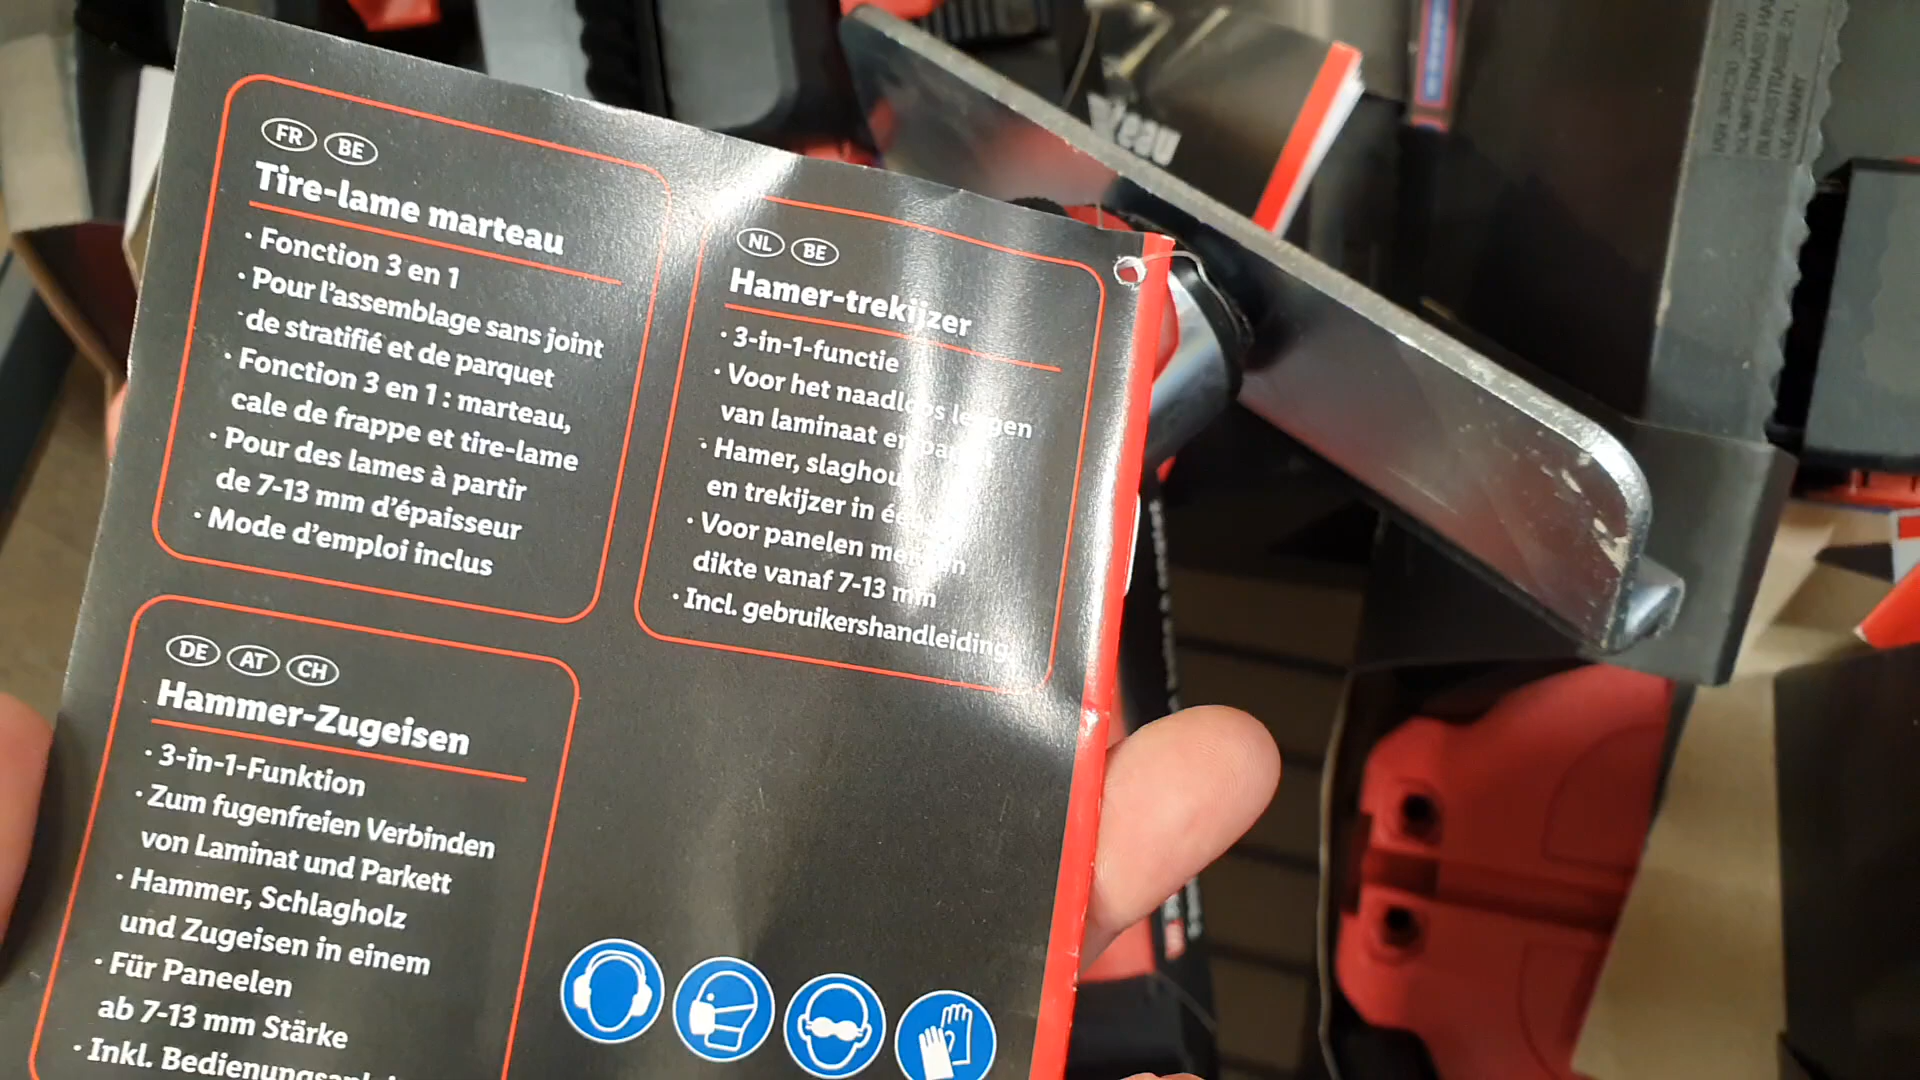 FR BE
Tire-lame marteau
· Fonction 3 en 1
· Pour l'assemblage sans joint
de stratifié et de parquet
· Fonction 3 en 1 : marteau,
cale de frappe et tire-lame
· Pour des lames à partir
de 7-13 mm d'épaisseur
· Mode d'emploi inclus
NL BE
Hamer-trekijzer
· 3-in-1-functie
· Voor het naadloos leggen
van laminaat en
· Hamer,
en trekijzer in
· Voor panelen
dikte vanaf 7-13 mm
· Incl. gebruikershandleiding
DE AT CH
Hammer-Zugeisen
· 3-in-1-Funktion
· Zum fugenfreien Verbinden
von Laminat und Parkett
· Hammer, Schlagholz
und Zugeisen in einem
· Für Paneelen
ab 7-13 mm Stärke
· Inkl.